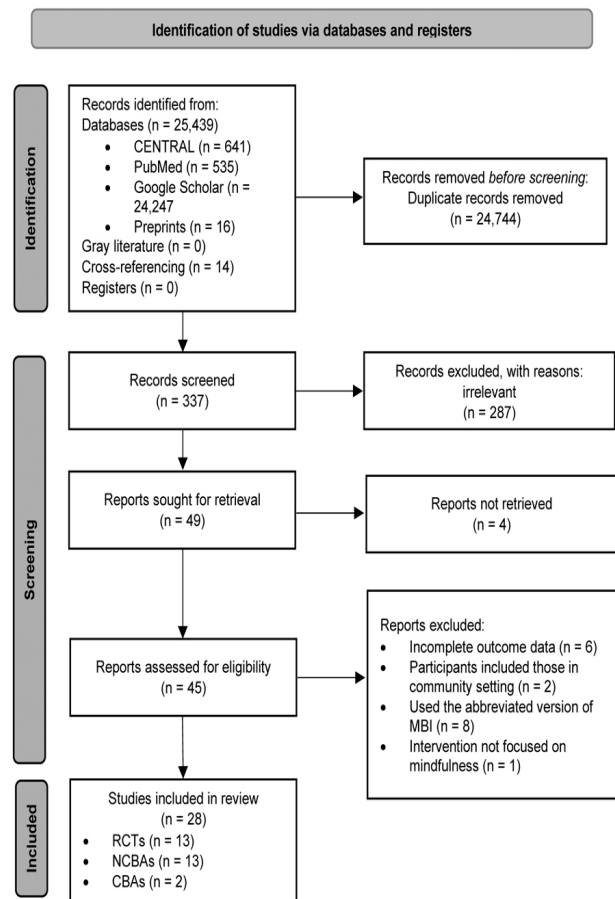 Identification of studies via databases and registers
Identification
Records identified from:
Databases (n = 25,439)
• CENTRAL (n = 641)
• PubMed (n = 535)
• Google Scholar (n =
24,247
• Preprints (n = 16)
Gray literature (n = 0)
Cross-referencing (n = 14)
Registers (n = 0)
Records removed before screening:
Duplicate records removed
(n = 24,744)
Screening
Records screened
(n = 337)
Records excluded, with reasons:
irrelevant
(n = 287)
Reports sought for retrieval
(n = 49)
Reports not retrieved
(n = 4)
Reports assessed for eligibility
(n = 45)
Reports excluded:
• Incomplete outcome data (n = 6)
• Participants included those in
community setting (n = 2)
• Used the abbreviated version of
MBI (n = 8)
• Intervention not focused on
mindfulness (n = 1)
Included
Studies included in review
(n = 28)
• RCTs (n = 13)
• NCBAs (n = 13)
• CBAs (n = 2)